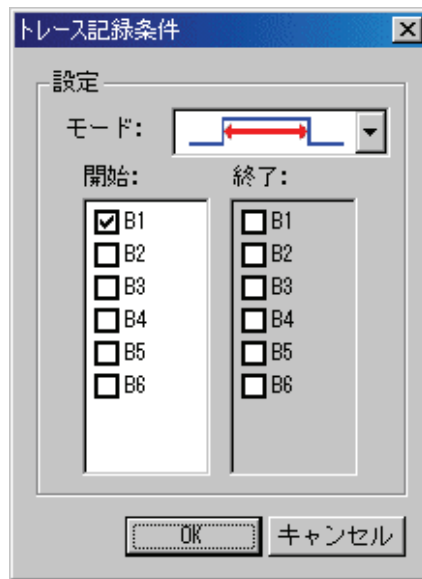 トレース記録条件
設定
モード:
開始: 終了:
B1 B1
B2 B2
B3 B3
B4 B4
B5 B5
B6 B6
OK キャンセル